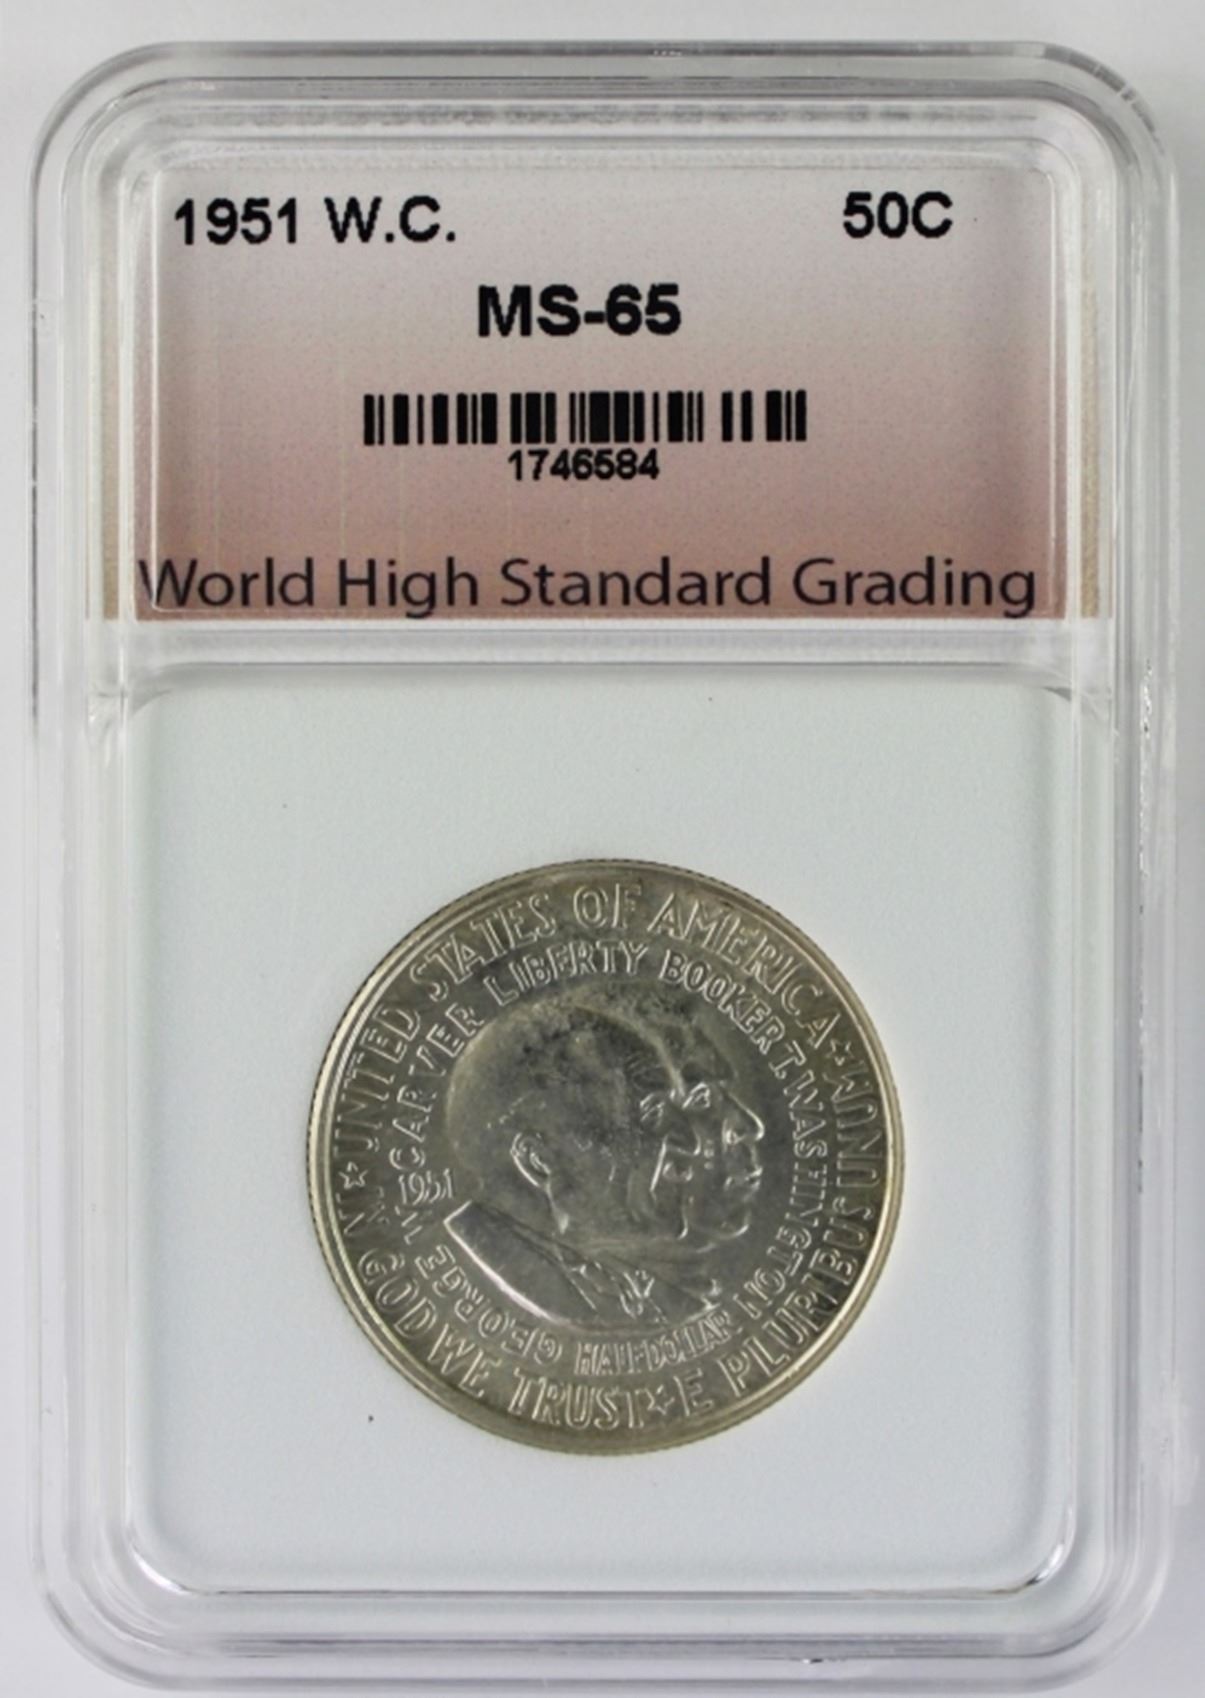 1951 W.C. 50C
MS-65
1746584
World High Standard Grading
UNITED STATES OF AMERICA ★ E PLURIBUS UNUM ★ IN GOD WE TRUST ★
GEORGE W. CARVER LIBERTY BOOKER T. WASHINGTON
1951
HALF DOLLAR